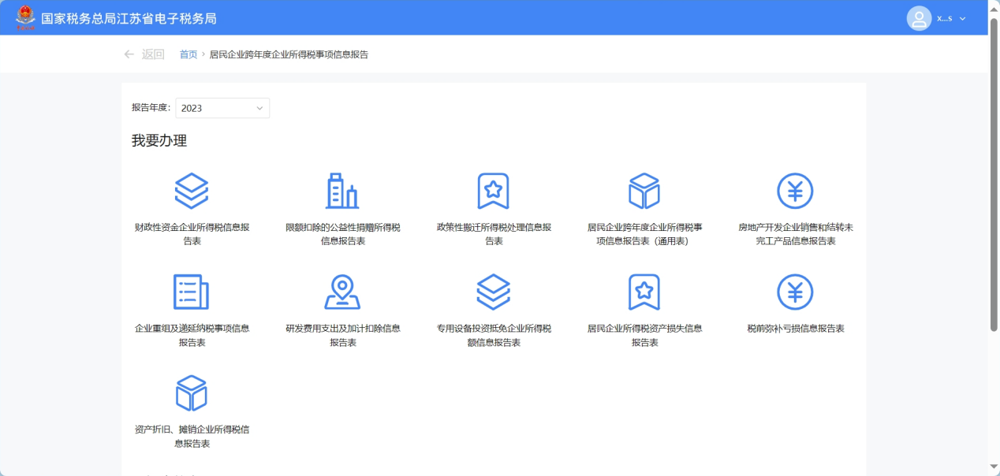 国家税务总局江苏省电子税务局
x...s
返回 首页 › 居民企业跨年度企业所得税事项信息报告
报告年度： 2023
我要办理
财政性资金企业所得税信息报
告表
限额扣除的公益性捐赠所得税
信息报告表
政策性搬迁所得税处理信息报
告表
居民企业跨年度企业所得税事
项信息报告表（通用表）
房地产开发企业销售和结转未
完工产品信息报告表
企业重组及递延纳税事项信息
报告表
研发费用支出及加计扣除信息
报告表
专用设备投资抵免企业所得税
额信息报告表
居民企业所得税资产损失信息
报告表
税前弥补亏损信息报告表
资产折旧、摊销企业所得税信
息报告表